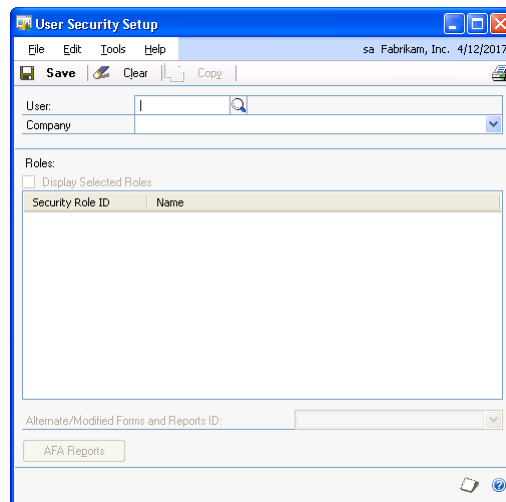 User Security Setup
File Edit Tools Help sa Fabrikam, Inc. 4/12/2017
Save Clear Copy
User:
Company
Roles:
Display Selected Roles
Security Role ID Name
Alternate/Modified Forms and Reports ID:
AFA Reports